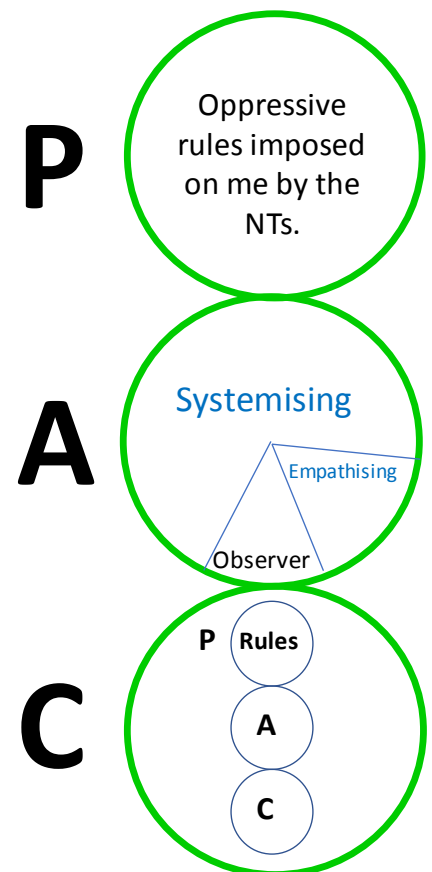 P
Oppressive
rules imposed
on me by the
NTs.
A
Systemising
Empathising
Observer
C
P Rules
A
C